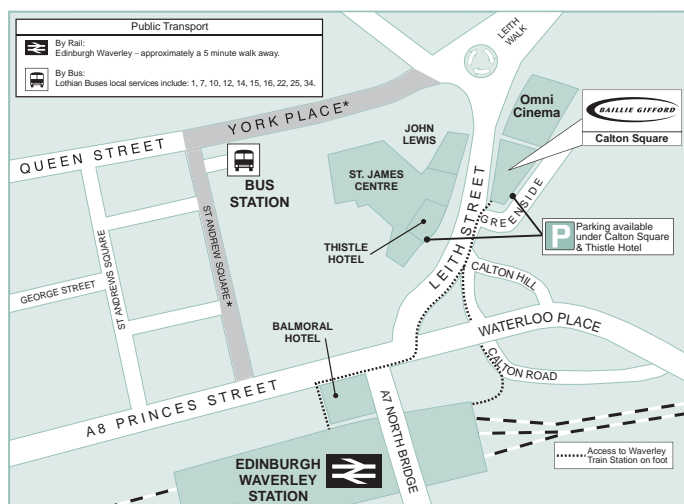 Public Transport
By Rail:
Edinburgh Waverley – approximately a 5 minute walk away.
By Bus:
Lothian Buses local services include: 1, 7, 10, 12, 14, 15, 16, 22, 25, 34.
LEITH
WALK
Omni
Cinema
BAILLIE GIFFORD
Calton Square
YORK PLACE*
QUEEN STREET
JOHN
LEWIS
BUS
STATION
ST. JAMES
CENTRE
LEITH STREET
GREENSIDE
P
Parking available
under Calton Square
& Thistle Hotel
ST ANDREW SQUARE*
ST ANDREWS SQUARE
THISTLE
HOTEL
CALTON HILL
GEORGE STREET
WATERLOO PLACE
BALMORAL
HOTEL
CALTON ROAD
A8 PRINCES STREET
A7 NORTH BRIDGE
EDINBURGH
WAVERLEY
STATION
Access to Waverley
Train Station on foot